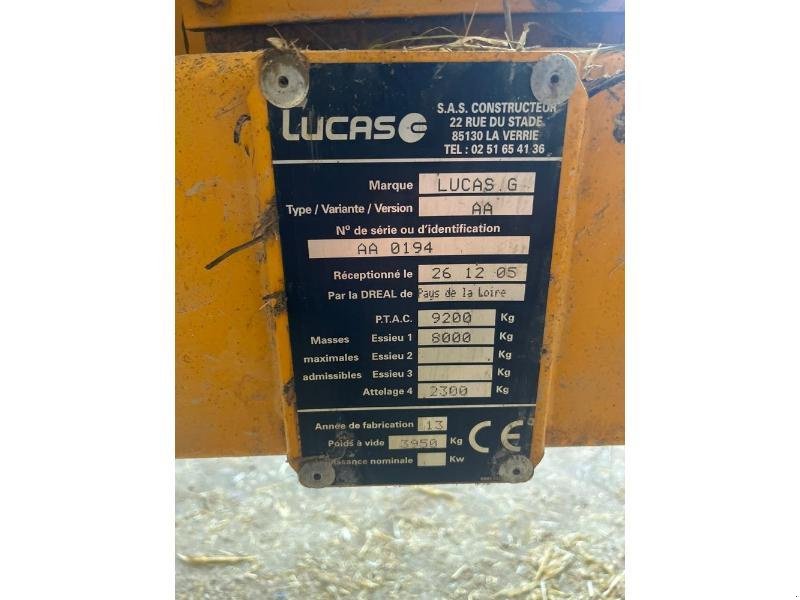 LUCAS G
S.A.S. CONSTRUCTEUR
22 RUE DU STADE
85130 LA VERRIE
TEL : 02 51 65 41 36
Marque LUCAS.G
Type / Variante / Version AA
N° de série ou d'identification
AA 0194
Réceptionné le 26 12 05
Par la DREAL de Pays de la Loire
P.T.A.C. 9200 Kg
Masses Essieu 1 8000 Kg
maximales Essieu 2 Kg
admissibles Essieu 3 Kg
Attelage 4 2300 Kg
Année de fabrication 13
Poids à vide 3950 Kg CE
nominale Kw